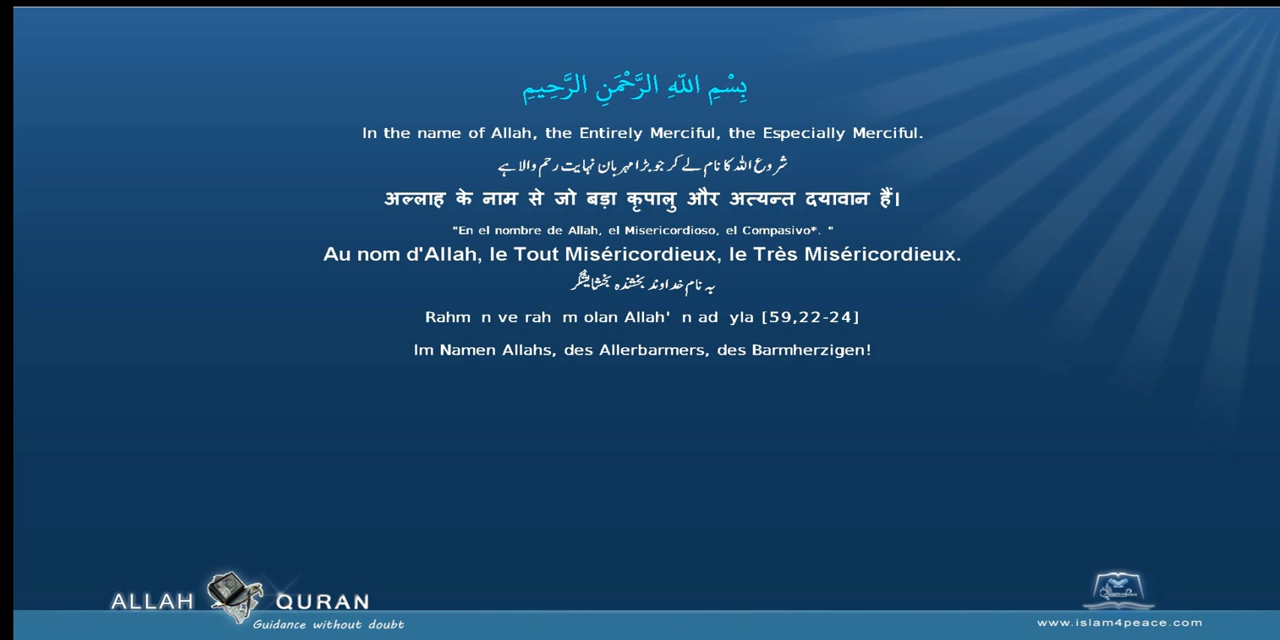 بِسْمِ اللَّهِ الرَّحْمَنِ الرَّحِيمِ
In the name of Allah, the Entirely Merciful, the Especially Merciful.
شروع اللہ کا نام لے کر جو بڑا مہربان نہایت رحم والا ہے
अल्लाह के नाम से जो बड़ा कृपालु और अत्यन्त दयावान हैं।
"En el nombre de Allah, el Misericordioso, el Compasivo*. "
Au nom d'Allah, le Tout Miséricordieux, le Très Miséricordieux.
به نام خداوند بخشنده بخشایشگر
Rahm n ve rah m olan Allah' n ad yla [59,22-24]
Im Namen Allahs, des Allerbarmers, des Barmherzigen!
ALLAH QURAN
Guidance without doubt
www.islam4peace.com